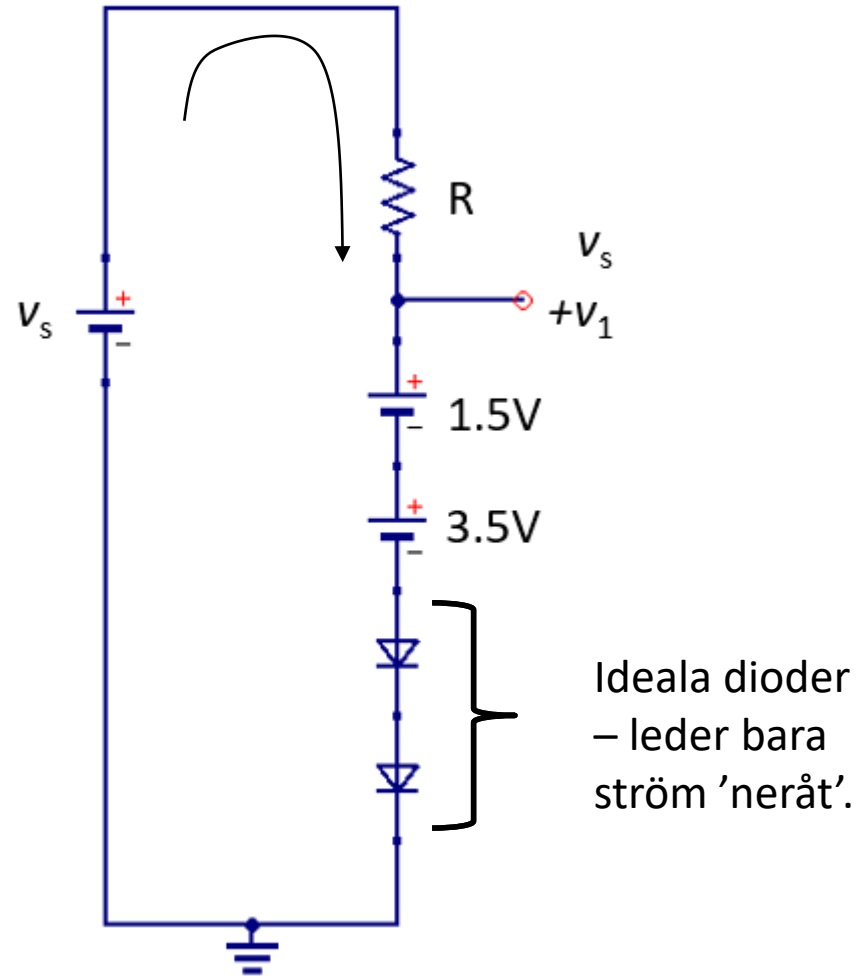 R
vs
+v1
+
vs
−
+
1.5V
−
+
3.5V
−
Ideala dioder
– leder bara
ström ’neråt’.